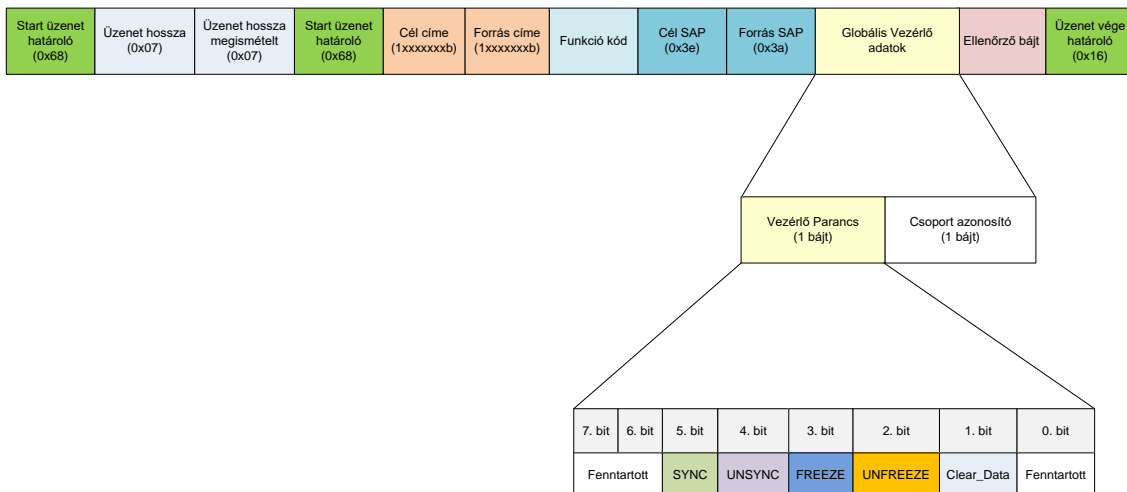 Start üzenet
határoló
(0x68)
Üzenet hossza
(0x07)
Üzenet hossza
megismételt
(0x07)
Start üzenet
határoló
(0x68)
Cél címe
(1xxxxxxxb)
Forrás címe
(1xxxxxxxb)
Funkció kód
Cél SAP
(0x3e)
Forrás SAP
(0x3a)
Globális Vezérlő
adatok
Ellenőrző bájt
Üzenet vége
határoló
(0x16)
Vezérlő Parancs
(1 bájt)
Csoport azonosító
(1 bájt)
7. bit
6. bit
5. bit
4. bit
3. bit
2. bit
1. bit
0. bit
Fenntartott
SYNC
UNSYNC
FREEZE
UNFREEZE
Clear_Data
Fenntartott